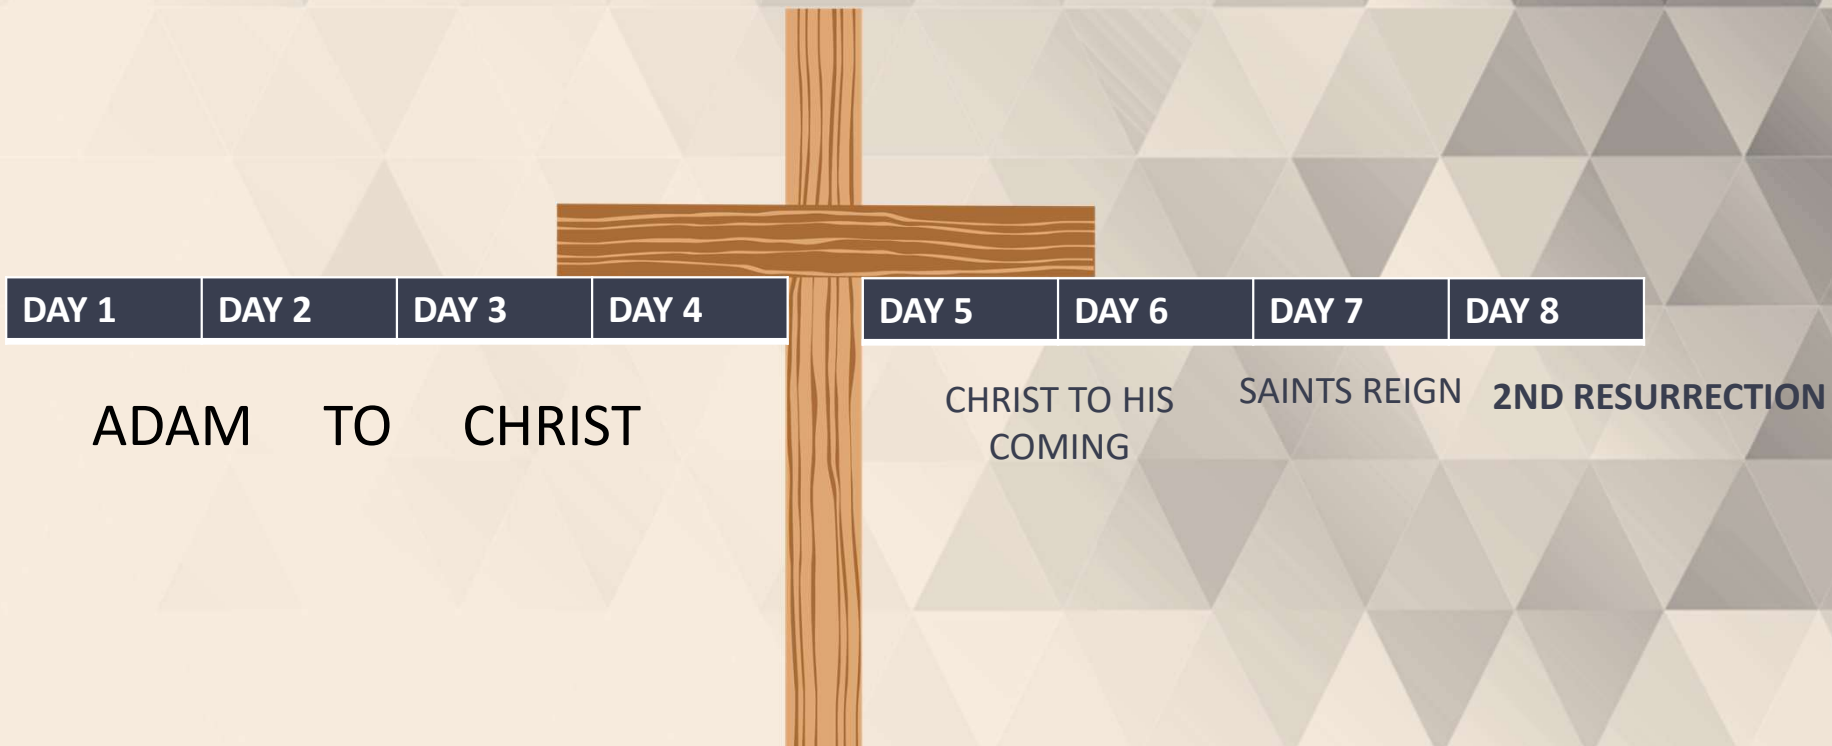 DAY 1 DAY 2 DAY 3 DAY 4 DAY 5 DAY 6 DAY 7 DAY 8
ADAM TO CHRIST
CHRIST TO HIS
COMING
SAINTS REIGN
2ND RESURRECTION